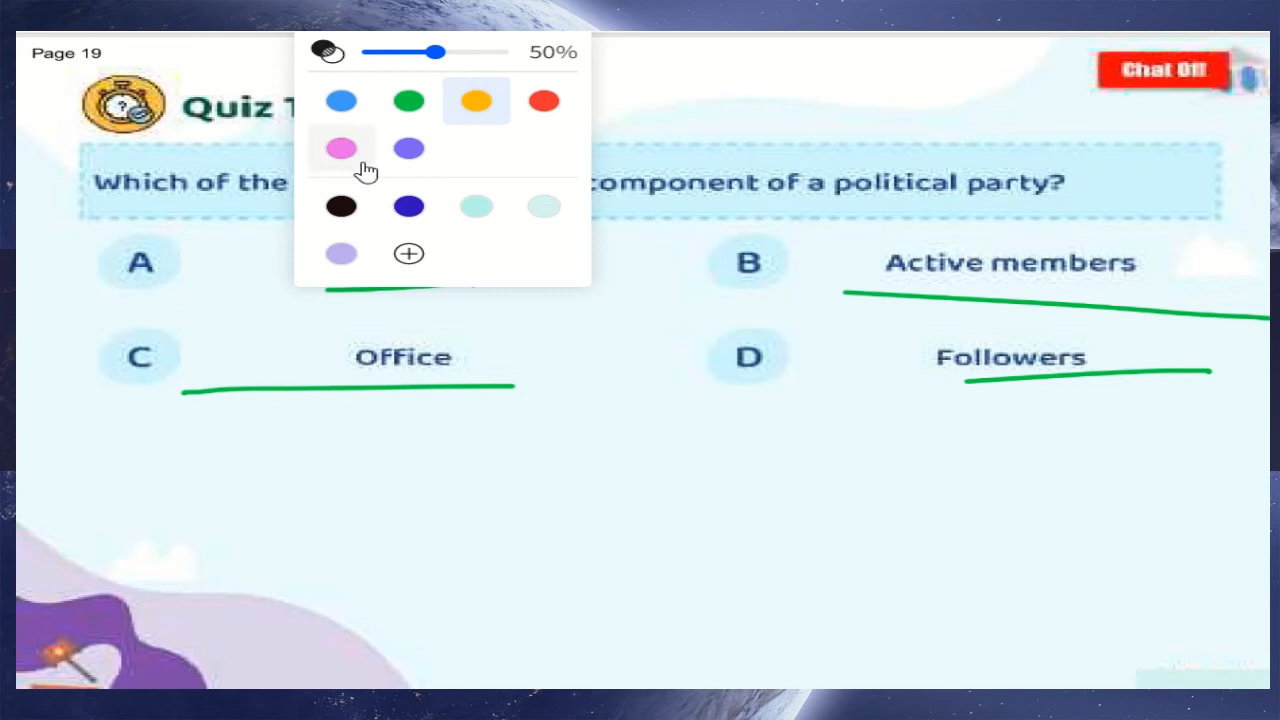 Page 19
50%
Chat Off
Quiz
Which of the component of a political party?
A
B Active members
C Office
D Followers